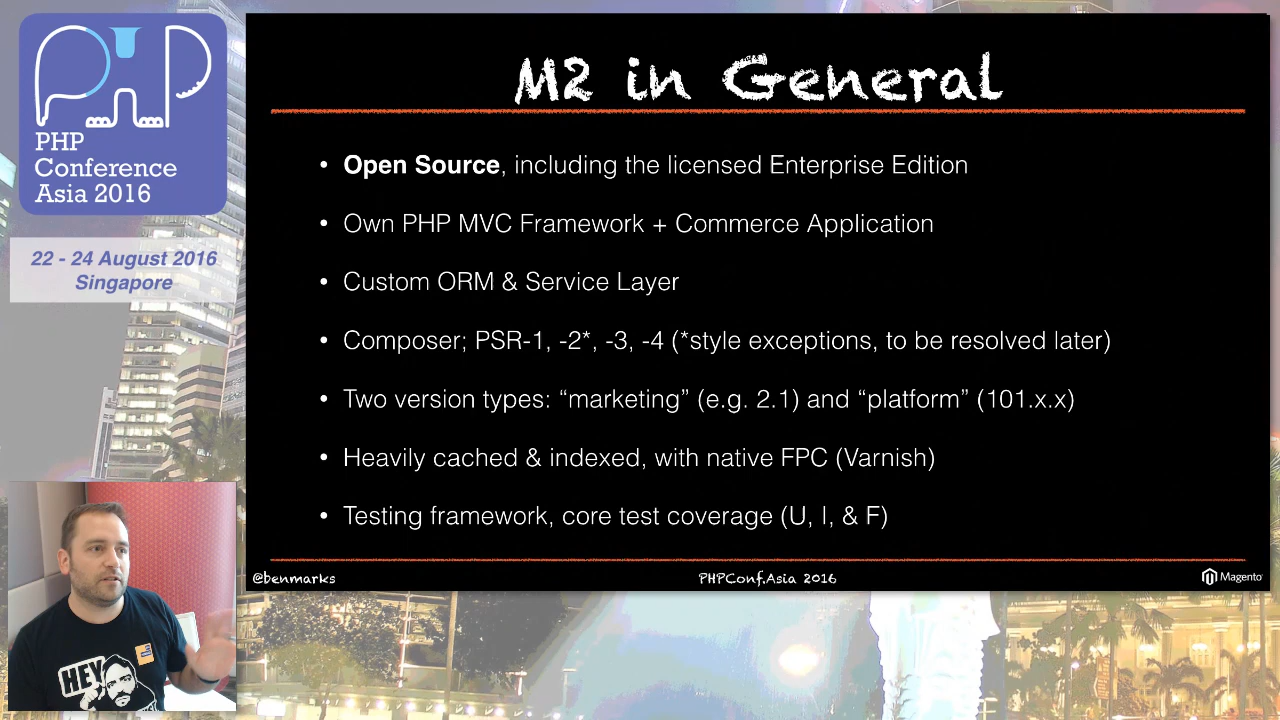 PHP
PHP
Conference
Asia 2016
22 - 24 August 2016
Singapore
M2 in General
• Open Source, including the licensed Enterprise Edition
• Own PHP MVC Framework + Commerce Application
• Custom ORM & Service Layer
• Composer; PSR-1, -2*, -3, -4 (*style exceptions, to be resolved later)
• Two version types: “marketing” (e.g. 2.1) and “platform” (101.x.x)
• Heavily cached & indexed, with native FPC (Varnish)
• Testing framework, core test coverage (U, I, & F)
@benmarks
PHPConf.Asia 2016
Magento
HEY